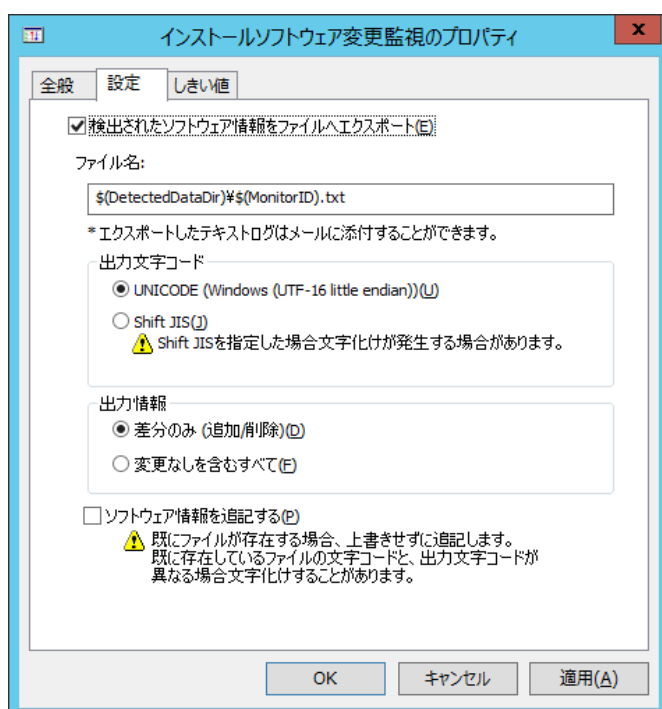 インストールソフトウェア変更監視のプロパティ
x
全般 設定 しきい値
検出されたソフトウェア情報をファイルへエクスポート(E)
ファイル名:
$(DetectedDataDir)¥$(MonitorID).txt
*エクスポートしたテキストログはメールに添付することができます。
出力文字コード
UNICODE (Windows (UTF-16 little endian))(U)
Shift JIS(J)
Shift JISを指定した場合文字化けが発生する場合があります。
出力情報
差分のみ (追加/削除)(D)
変更なしを含むすべて(F)
ソフトウェア情報を追記する(P)
既にファイルが存在する場合、上書きせずに追記します。
既に存在しているファイルの文字コードと、出力文字コードが
異なる場合文字化けすることがあります。
OK キャンセル 適用(A)